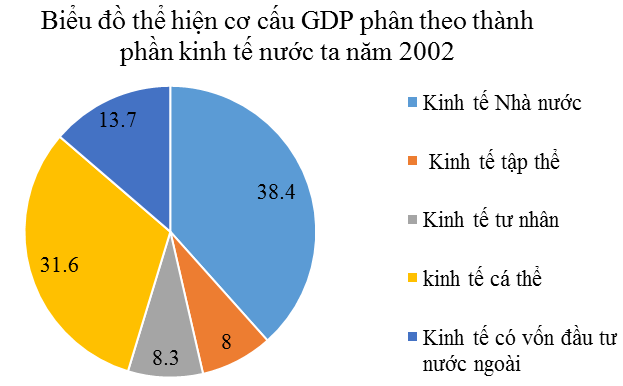 Biểu đồ thể hiện cơ cấu GDP phân theo thành
phần kinh tế nước ta năm 2002
13.7
38.4
31.6
8.3
8
Kinh tế Nhà nước
Kinh tế tập thể
Kinh tế tư nhân
kinh tế cá thể
Kinh tế có vốn đầu tư
nước ngoài